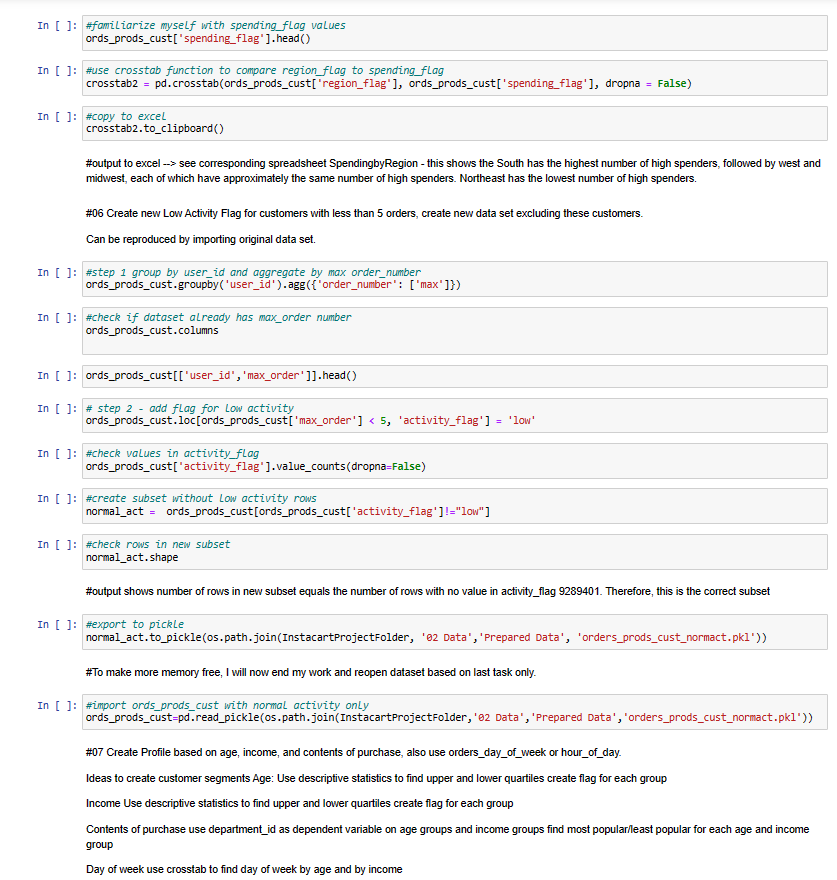 In [ ]: #familiarize myself with spending_flag values
ords_prods_cust['spending_flag'].head()
In [ ]: #use crosstab function to compare region_flag to spending_flag
crosstab2 = pd.crosstab(ords_prods_cust['region_flag'], ords_prods_cust['spending_flag'], dropna = False)
In [ ]: #copy to excel
crosstab2.to_clipboard()
#output to excel --> see corresponding spreadsheet SpendingbyRegion - this shows the South has the highest number of high spenders, followed by west and
midwest, each of which have approximately the same number of high spenders. Northeast has the lowest number of high spenders.
#06 Create new Low Activity Flag for customers with less than 5 orders, create new data set excluding these customers.
Can be reproduced by importing original data set.
In [ ]: #step 1 group by user_id and aggregate by max order_number
ords_prods_cust.groupby('user_id').agg({'order_number': ['max']})
In [ ]: #check if dataset already has max_order number
ords_prods_cust.columns
In [ ]: ords_prods_cust[['user_id','max_order']].head()
In [ ]: # step 2 - add flag for low activity
ords_prods_cust.loc[ords_prods_cust['max_order'] < 5, 'activity_flag'] = 'low'
In [ ]: #check values in activity_flag
ords_prods_cust['activity_flag'].value_counts(dropna=False)
In [ ]: #create subset without low activity rows
normal_act =  ords_prods_cust[ords_prods_cust['activity_flag']!="low"]
In [ ]: #check rows in new subset
normal_act.shape
#output shows number of rows in new subset equals the number of rows with no value in activity_flag 9289401. Therefore, this is the correct subset
In [ ]: #export to pickle
normal_act.to_pickle(os.path.join(InstacartProjectFolder, '02 Data','Prepared Data', 'orders_prods_cust_normact.pkl'))
#To make more memory free, I will now end my work and reopen dataset based on last task only.
In [ ]: #import ords_prods_cust with normal activity only
ords_prods_cust=pd.read_pickle(os.path.join(InstacartProjectFolder,'02 Data','Prepared Data','orders_prods_cust_normact.pkl'))
#07 Create Profile based on age, income, and contents of purchase, also use orders_day_of_week or hour_of_day.
Ideas to create customer segments Age: Use descriptive statistics to find upper and lower quartiles create flag for each group
Income Use descriptive statistics to find upper and lower quartiles create flag for each group
Contents of purchase use department_id as dependent variable on age groups and income groups find most popular/least popular for each age and income
group
Day of week use crosstab to find day of week by age and by income